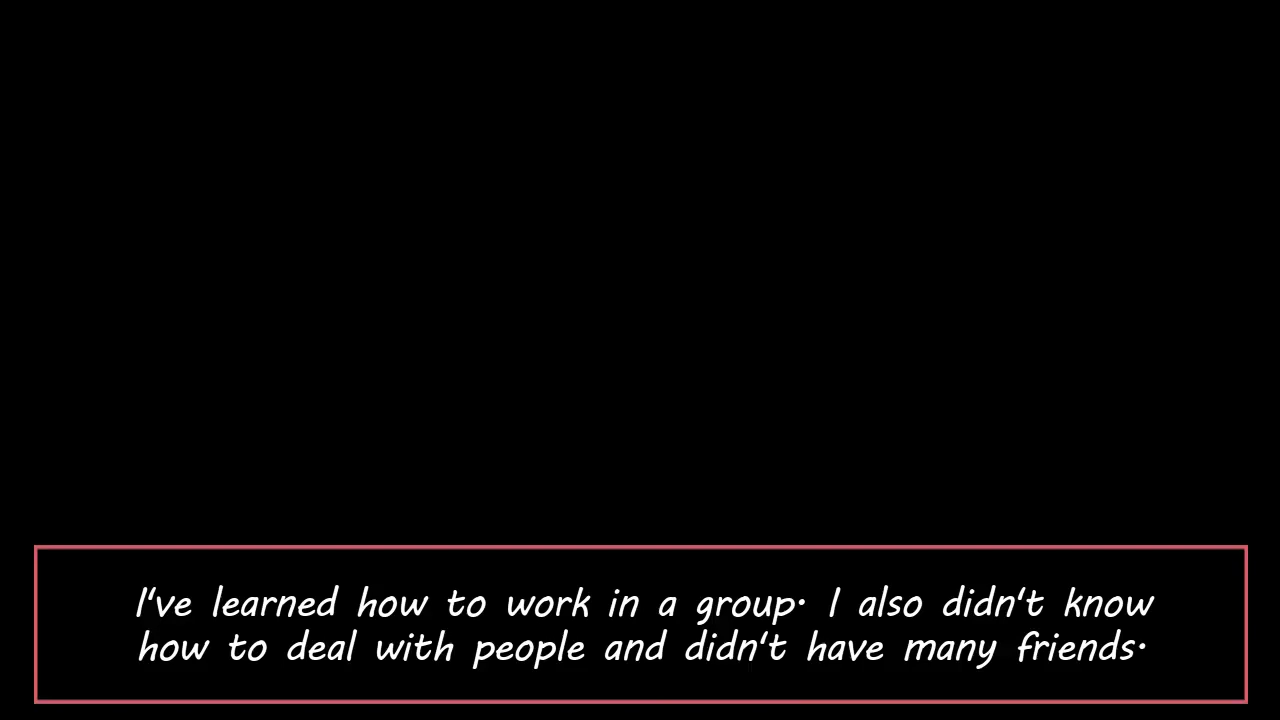 I've learned how to work in a group. I also didn't know
how to deal with people and didn't have many friends.